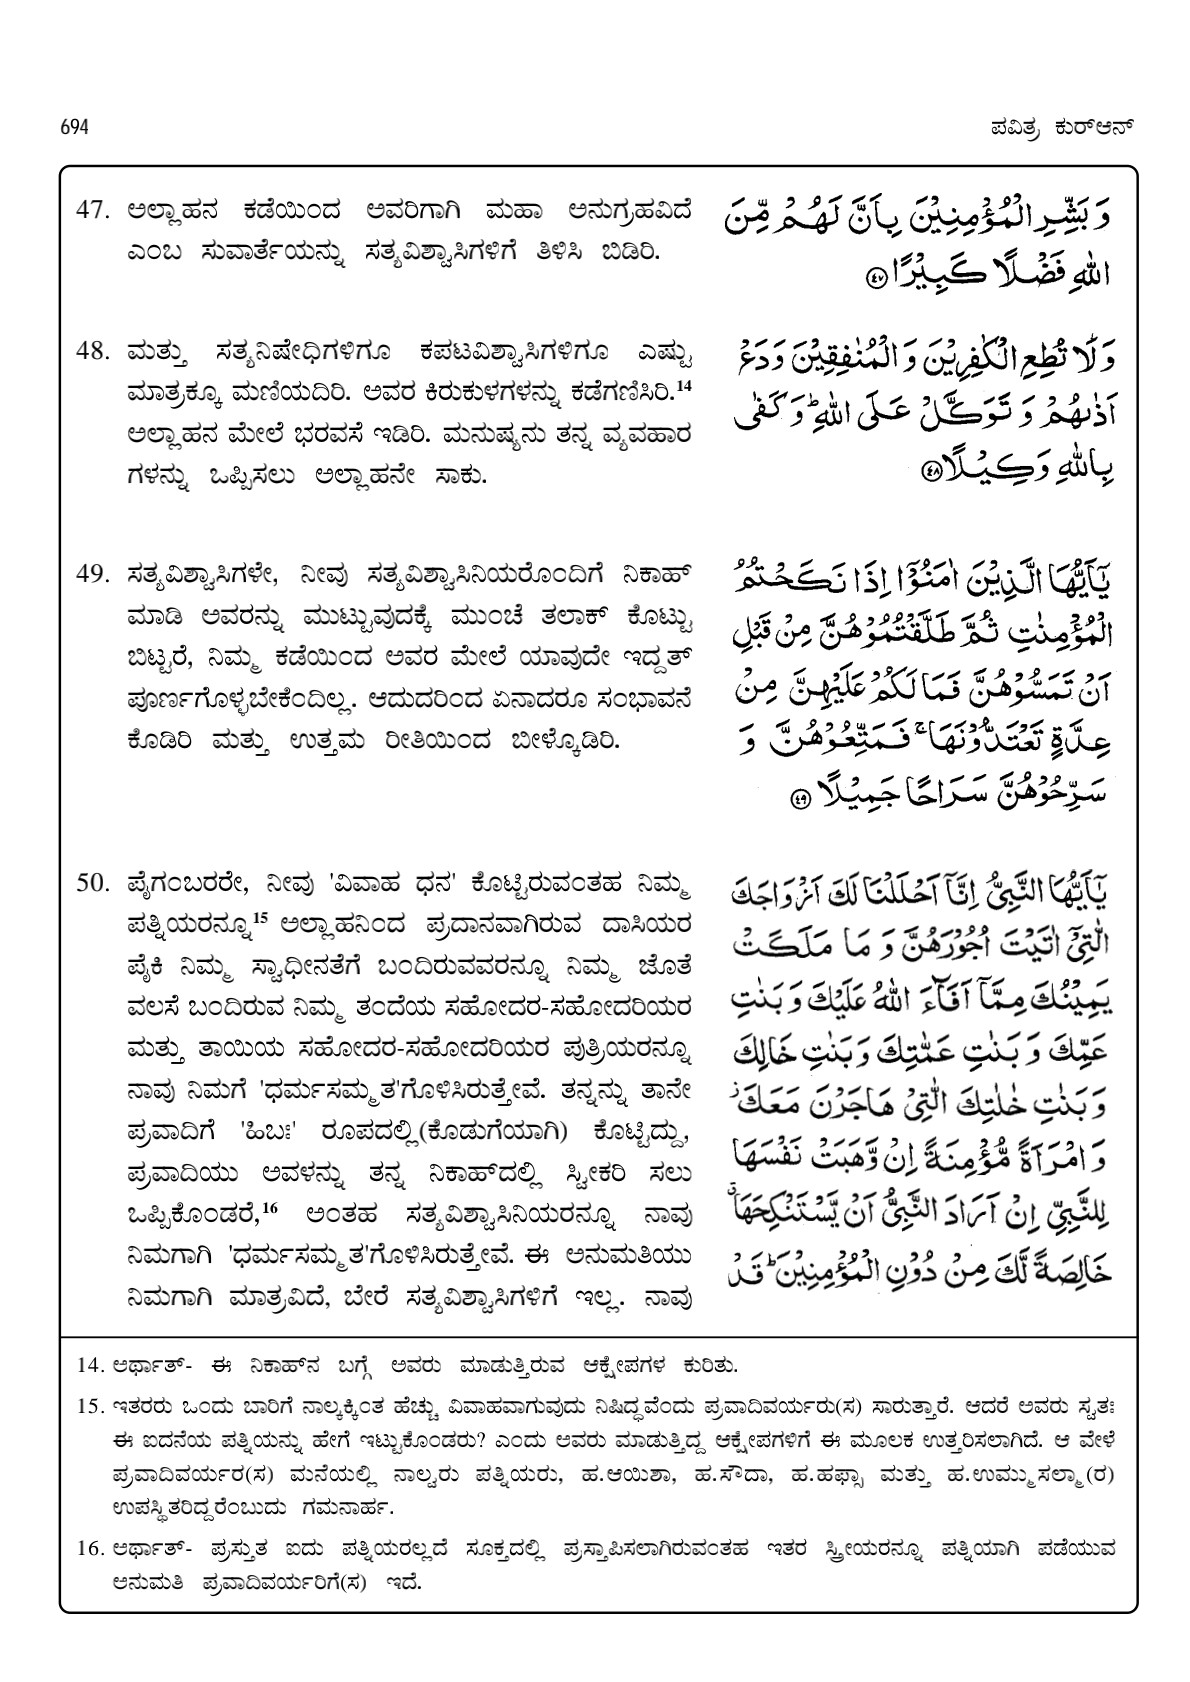 694
ಪವಿತ್ರ ಕುರ್‌ಆನ್
47. ಅಲ್ಲಾಹನ ಕಡೆಯಿಂದ ಅವರಿಗಾಗಿ ಮಹಾ ಅನುಗ್ರಹವಿದೆ
ಎಂಬ ಸುವಾರ್ತೆಯನ್ನು ಸತ್ಯವಿಶ್ವಾಸಿಗಳಿಗೆ ತಿಳಿಸಿ ಬಿಡಿರಿ.
وَبَشِّرِ الْمُؤْمِنِيْنَ بِاَنَّ لَهُمْ مِّنَ
اللّٰهِ فَضْلًا كَبِيْرًا ﴿٤٧﴾
48. ಮತ್ತು ಸತ್ಯನಿಷೇಧಿಗಳಿಗೂ ಕಪಟವಿಶ್ವಾಸಿಗಳಿಗೂ ಎಷ್ಟು
ಮಾತ್ರಕ್ಕೂ ಮಣಿಯದಿರಿ. ಅವರ ಕಿರುಕುಳಗಳನ್ನು ಕಡೆಗಣಿಸಿರಿ.¹⁴
ಅಲ್ಲಾಹನ ಮೇಲೆ ಭರವಸೆ ಇಡಿರಿ. ಮನುಷ್ಯನು ತನ್ನ ವ್ಯವಹಾರ
ಗಳನ್ನು ಒಪ್ಪಿಸಲು ಅಲ್ಲಾಹನೇ ಸಾಕು.
وَلَا تُطِعِ الْكٰفِرِيْنَ وَ الْمُنٰفِقِيْنَ وَدَعْ
اَذٰىهُمْ وَ تَوَكَّلْ عَلَى اللّٰهِ ؕ وَكَفٰى
بِاللّٰهِ وَكِيْلًا ﴿٤٨﴾
49. ಸತ್ಯವಿಶ್ವಾಸಿಗಳೇ, ನೀವು ಸತ್ಯವಿಶ್ವಾಸಿನಿಯರೊಂದಿಗೆ ನಿಕಾಹ್
ಮಾಡಿ ಅವರನ್ನು ಮುಟ್ಟುವುದಕ್ಕೆ ಮುಂಚೆ ತಲಾಕ್ ಕೊಟ್ಟು
ಬಿಟ್ಟರೆ, ನಿಮ್ಮ ಕಡೆಯಿಂದ ಅವರ ಮೇಲೆ ಯಾವುದೇ ಇದ್ದತ್
ಪೂರ್ಣಗೊಳ್ಳಬೇಕೆಂದಿಲ್ಲ. ಆದುದರಿಂದ ಏನಾದರೂ ಸಂಭಾವನೆ
ಕೊಡಿರಿ ಮತ್ತು ಉತ್ತಮ ರೀತಿಯಿಂದ ಬೀಳ್ಕೊಡಿರಿ.
يٰٓاَيُّهَا الَّذِيْنَ اٰمَنُوْٓا اِذَا نَكَحْتُمُ
الْمُؤْمِنٰتِ ثُمَّ طَلَّقْتُمُوْهُنَّ مِنْ قَبْلِ
اَنْ تَمَسُّوْهُنَّ فَمَا لَكُمْ عَلَيْهِنَّ مِنْ
عِدَّةٍ تَعْتَدُّوْنَهَا ۚ فَمَتِّعُوْهُنَّ وَ
سَرِّحُوْهُنَّ سَرَاحًا جَمِيْلًا ﴿٤٩﴾
50. ಪೈಗಂಬರರೇ, ನೀವು 'ವಿವಾಹ ಧನ' ಕೊಟ್ಟಿರುವಂತಹ ನಿಮ್ಮ
ಪತ್ನಿಯರನ್ನೂ¹⁵ ಅಲ್ಲಾಹನಿಂದ ಪ್ರದಾನವಾಗಿರುವ ದಾಸಿಯರ
ಪೈಕಿ ನಿಮ್ಮ ಸ್ವಾಧೀನತೆಗೆ ಬಂದಿರುವವರನ್ನೂ ನಿಮ್ಮ ಜೊತೆ
ವಲಸೆ ಬಂದಿರುವ ನಿಮ್ಮ ತಂದೆಯ ಸಹೋದರ-ಸಹೋದರಿಯರ
ಮತ್ತು ತಾಯಿಯ ಸಹೋದರ-ಸಹೋದರಿಯರ ಪುತ್ರಿಯರನ್ನೂ
ನಾವು ನಿಮಗೆ 'ಧರ್ಮಸಮ್ಮತ'ಗೊಳಿಸಿರುತ್ತೇವೆ. ತನ್ನನ್ನು ತಾನೇ
ಪ್ರವಾದಿಗೆ 'ಹಿಬಃ' ರೂಪದಲ್ಲಿ(ಕೊಡುಗೆಯಾಗಿ) ಕೊಟ್ಟಿದ್ದು,
ಪ್ರವಾದಿಯು ಅವಳನ್ನು ತನ್ನ ನಿಕಾಹ್‌ದಲ್ಲಿ ಸ್ವೀಕರಿ ಸಲು
ಒಪ್ಪಿಕೊಂಡರೆ,¹⁶ ಅಂತಹ ಸತ್ಯವಿಶ್ವಾಸಿನಿಯರನ್ನೂ ನಾವು
ನಿಮಗಾಗಿ 'ಧರ್ಮಸಮ್ಮತ'ಗೊಳಿಸಿರುತ್ತೇವೆ. ಈ ಅನುಮತಿಯು
ನಿಮಗಾಗಿ ಮಾತ್ರವಿದೆ, ಬೇರೆ ಸತ್ಯವಿಶ್ವಾಸಿಗಳಿಗೆ ಇಲ್ಲ. ನಾವು
يٰٓاَيُّهَا النَّبِيُّ اِنَّآ اَحْلَلْنَا لَكَ اَزْوَاجَكَ
الّٰتِيْٓ اٰتَيْتَ اُجُوْرَهُنَّ وَ مَا مَلَكَتْ
يَمِيْنُكَ مِمَّآ اَفَآءَ اللّٰهُ عَلَيْكَ وَ بَنٰتِ
عَمِّكَ وَ بَنٰتِ عَمّٰتِكَ وَ بَنٰتِ خَالِكَ
وَ بَنٰتِ خٰلٰتِكَ الّٰتِيْ هَاجَرْنَ مَعَكَ ز
وَ امْرَاَةً مُّؤْمِنَةً اِنْ وَّهَبَتْ نَفْسَهَا
لِلنَّبِيِّ اِنْ اَرَادَ النَّبِيُّ اَنْ يَّسْتَنْكِحَهَا ۗ
خَالِصَةً لَّكَ مِنْ دُوْنِ الْمُؤْمِنِيْنَ ؕ قَدْ
14. ಅರ್ಥಾತ್- ಈ ನಿಕಾಹ್‌ನ ಬಗ್ಗೆ ಅವರು ಮಾಡುತ್ತಿರುವ ಆಕ್ಷೇಪಗಳ ಕುರಿತು.
15. ಇತರರು ಒಂದು ಬಾರಿಗೆ ನಾಲ್ಕಕ್ಕಿಂತ ಹೆಚ್ಚು ವಿವಾಹವಾಗುವುದು ನಿಷಿದ್ಧವೆಂದು ಪ್ರವಾದಿವರ್ಯರು(ಸ) ಸಾರುತ್ತಾರೆ. ಆದರೆ ಅವರು ಸ್ವತಃ
ಈ ಐದನೆಯ ಪತ್ನಿಯನ್ನು ಹೇಗೆ ಇಟ್ಟುಕೊಂಡರು? ಎಂದು ಅವರು ಮಾಡುತ್ತಿದ್ದ ಆಕ್ಷೇಪಗಳಿಗೆ ಈ ಮೂಲಕ ಉತ್ತರಿಸಲಾಗಿದೆ. ಆ ವೇಳೆ
ಪ್ರವಾದಿವರ್ಯರ(ಸ) ಮನೆಯಲ್ಲಿ ನಾಲ್ವರು ಪತ್ನಿಯರು, ಹ.ಆಯಿಶಾ, ಹ.ಸೌದಾ, ಹ.ಹಫ್ಸಾ ಮತ್ತು ಹ.ಉಮ್ಮುಸಲ್ಮಾ(ರ)
ಉಪಸ್ಥಿತರಿದ್ದರೆಂಬುದು ಗಮನಾರ್ಹ.
16. ಅರ್ಥಾತ್- ಪ್ರಸ್ತುತ ಐದು ಪತ್ನಿಯರಲ್ಲದೆ ಸೂಕ್ತದಲ್ಲಿ ಪ್ರಸ್ತಾಪಿಸಲಾಗಿರುವಂತಹ ಇತರ ಸ್ತ್ರೀಯರನ್ನೂ ಪತ್ನಿಯಾಗಿ ಪಡೆಯುವ
ಅನುಮತಿ ಪ್ರವಾದಿವರ್ಯರಿಗೆ(ಸ) ಇದೆ.